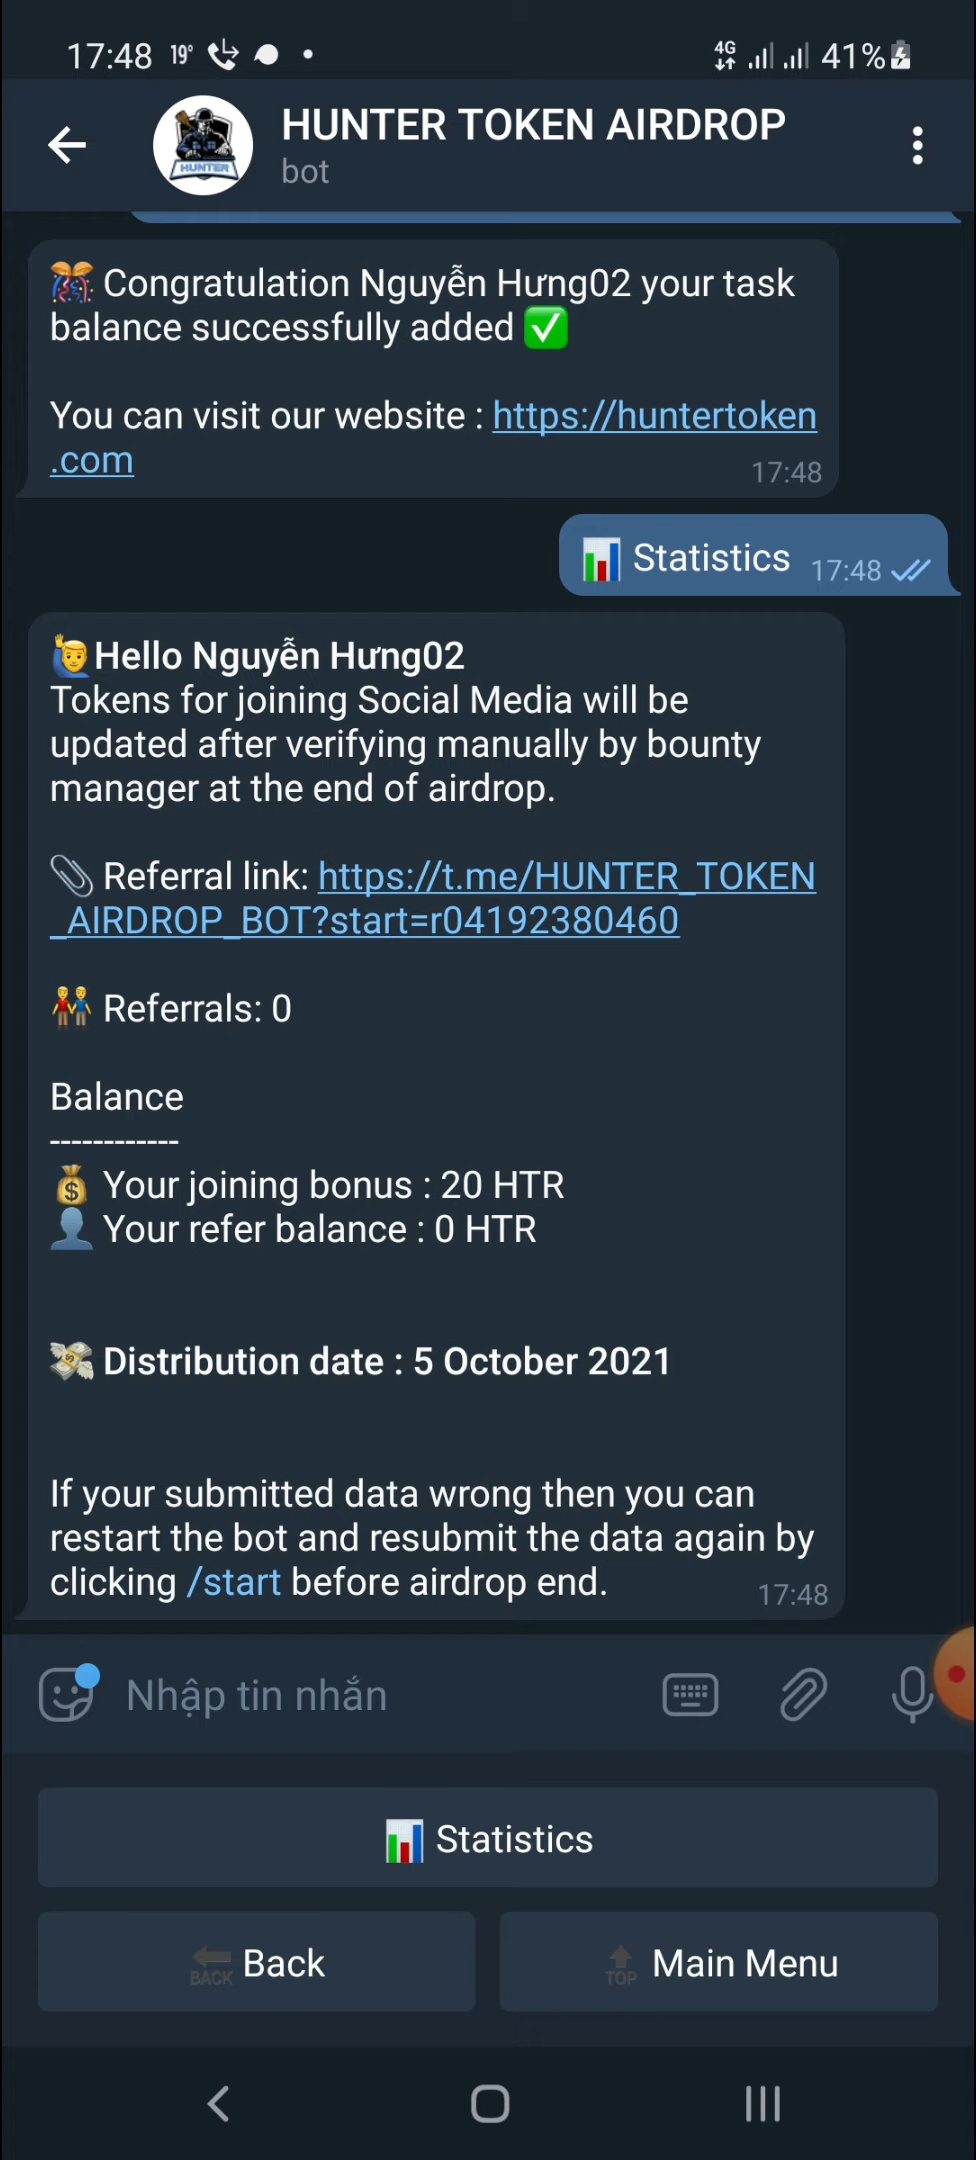 17:48 19° 4G 41%
HUNTER TOKEN AIRDROP
HUNTER
bot
🎊 Congratulation Nguyễn Hưng02 your task
balance successfully added ✅
You can visit our website : https://huntertoken
.com
17:48
📊 Statistics 17:48
🙋‍♂️Hello Nguyễn Hưng02
Tokens for joining Social Media will be
updated after verifying manually by bounty
manager at the end of airdrop.
📎 Referral link: https://t.me/HUNTER_TOKEN
_AIRDROP_BOT?start=r04192380460
👬 Referrals: 0
Balance
------------
💰 Your joining bonus : 20 HTR
👤 Your refer balance : 0 HTR
💸 Distribution date : 5 October 2021
If your submitted data wrong then you can
restart the bot and resubmit the data again by
clicking /start before airdrop end.
17:48
Nhập tin nhắn
📊 Statistics
🔙 Back
🔝 Main Menu